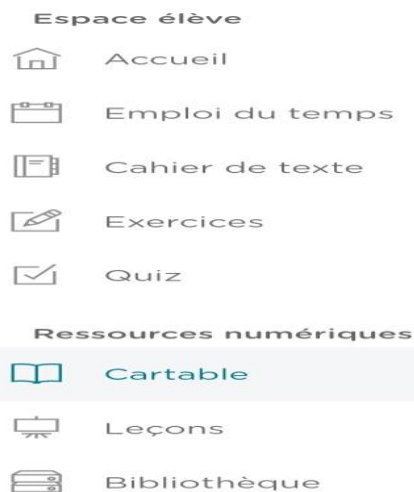 Espace élève
Accueil
Emploi du temps
Cahier de texte
Exercices
Quiz
Ressources numériques
Cartable
Leçons
Bibliothèque